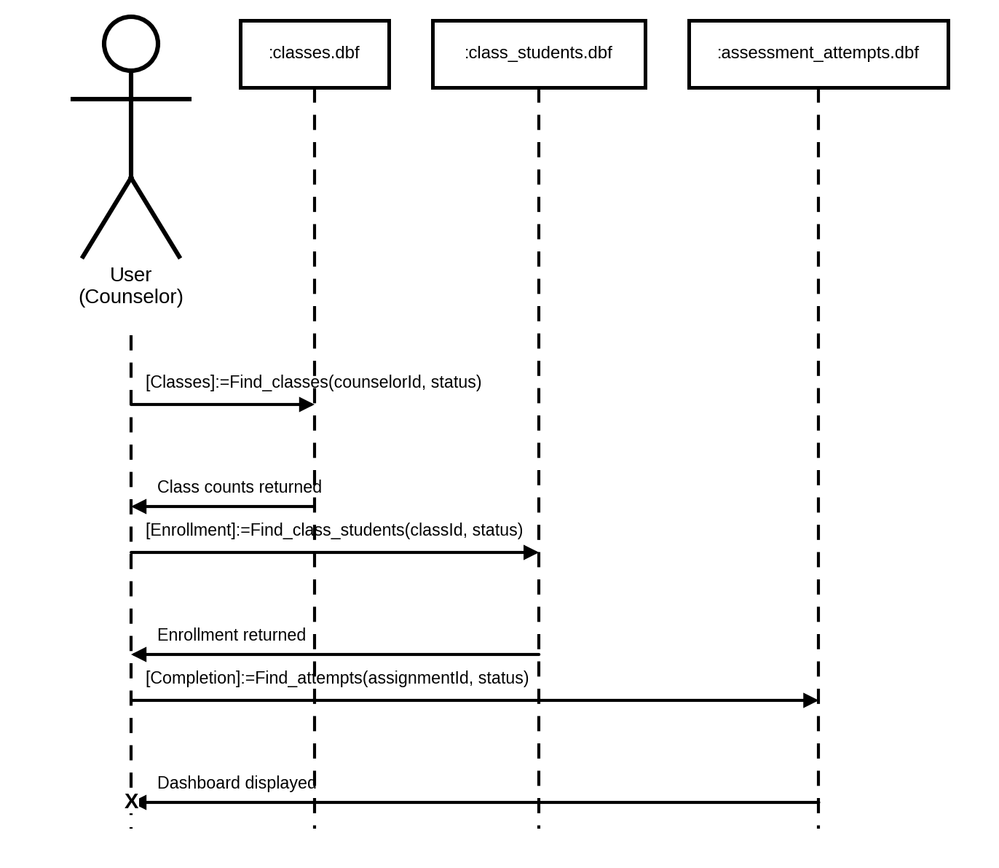 :classes.dbf
:class_students.dbf
:assessment_attempts.dbf
User
(Counselor)
[Classes]:=Find_classes(counselorId, status)
Class counts returned
[Enrollment]:=Find_class_students(classId, status)
Enrollment returned
[Completion]:=Find_attempts(assignmentId, status)
Dashboard displayed
X